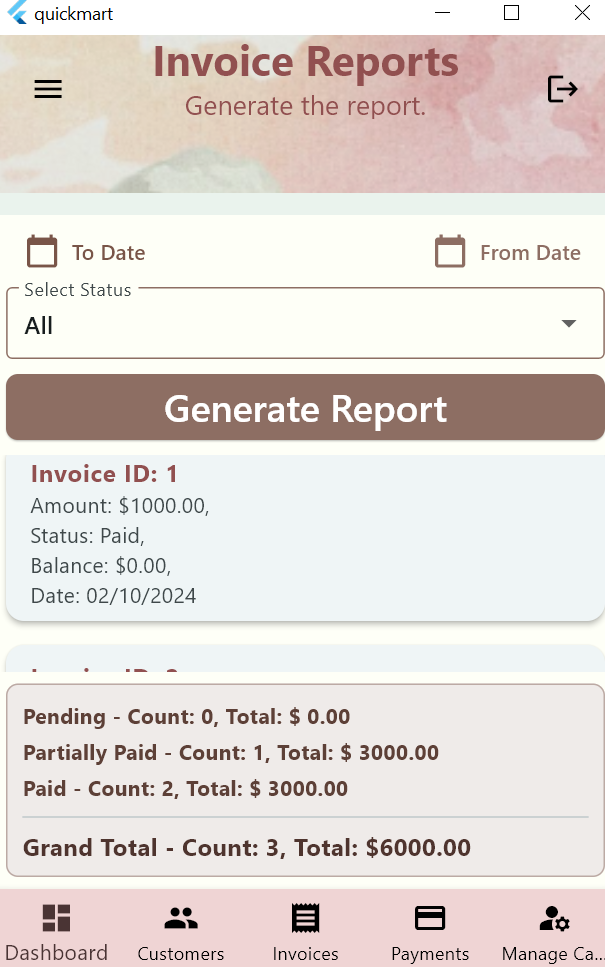 quickmart
Invoice Reports
Generate the report.
To Date
From Date
Select Status
All
Generate Report
Invoice ID: 1
Amount: $1000.00,
Status: Paid,
Balance: $0.00,
Date: 02/10/2024
Invoice ID:
Pending - Count: 0, Total: $ 0.00
Partially Paid - Count: 1, Total: $ 3000.00
Paid - Count: 2, Total: $ 3000.00
Grand Total - Count: 3, Total: $6000.00
Dashboard
Customers
Invoices
Payments
Manage Ca...